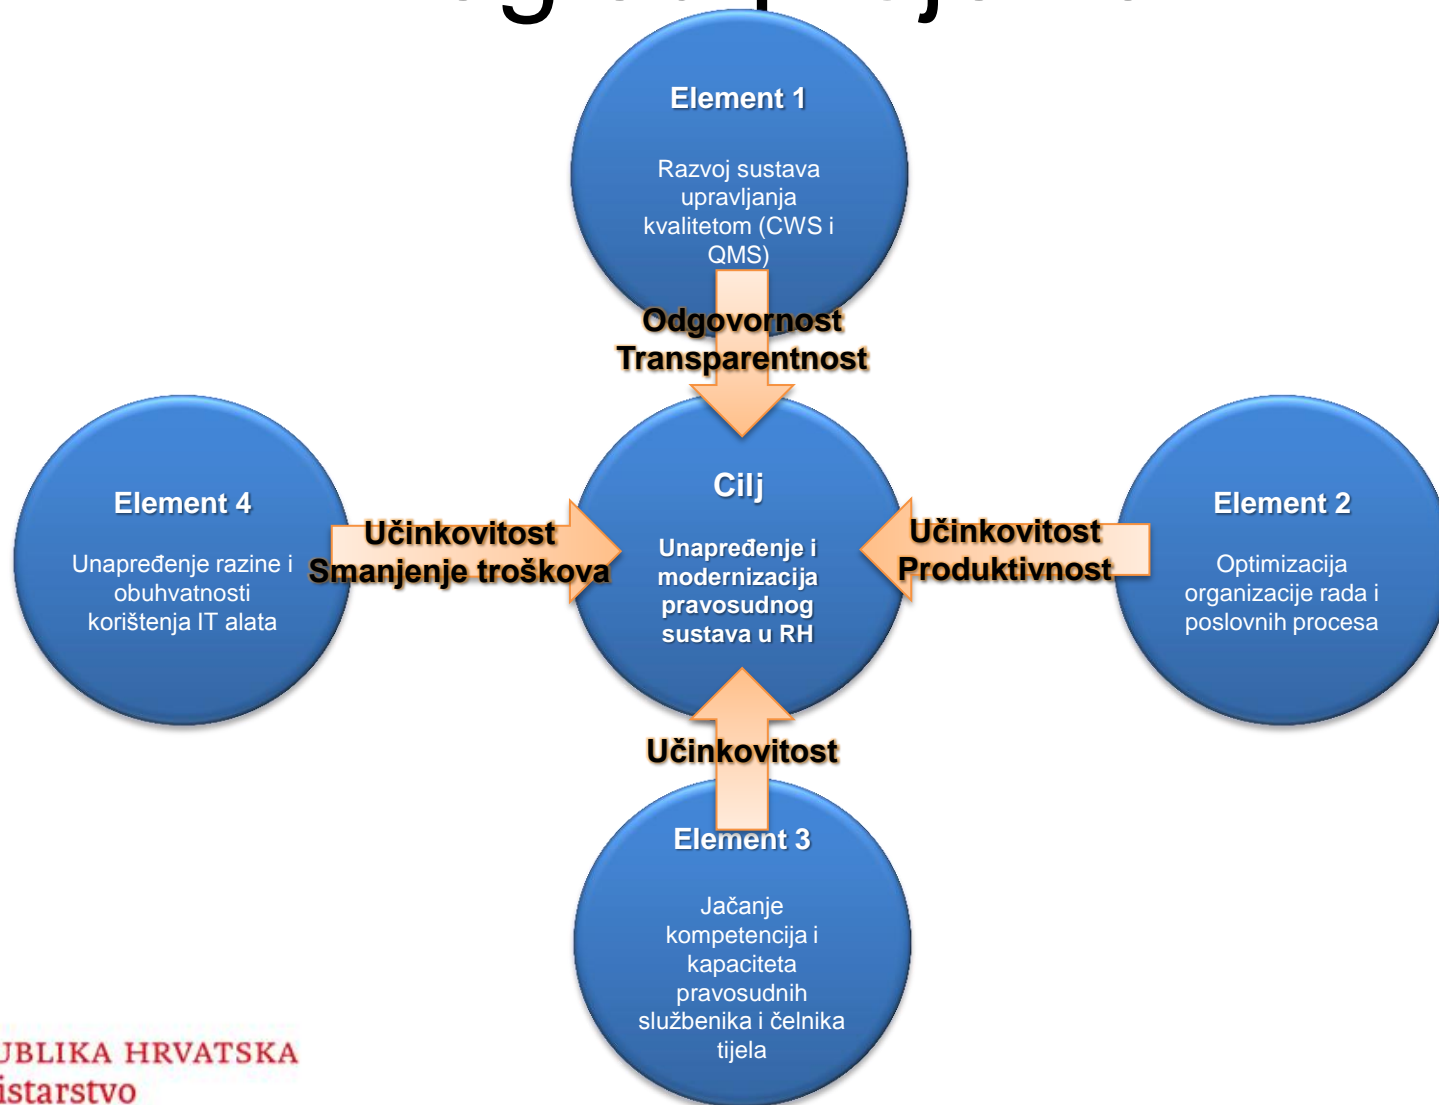 Element 1
Razvoj sustava
upravljanja
kvalitetom (CWS i
QMS)
Odgovornost
Transparentnost
Element 4
Unapređenje razine i
obuhvatnosti
korištenja IT alata
Učinkovitost
Smanjenje troškova
Cilj
Unapređenje i
modernizacija
pravosudnog
sustava u RH
Učinkovitost
Produktivnost
Element 2
Optimizacija
organizacije rada i
poslovnih procesa
Učinkovitost
Element 3
Jačanje
kompetencija i
kapaciteta
pravosudnih
službenika i čelnika
tijela
UBLIKA HRVATSKA
istarstvo